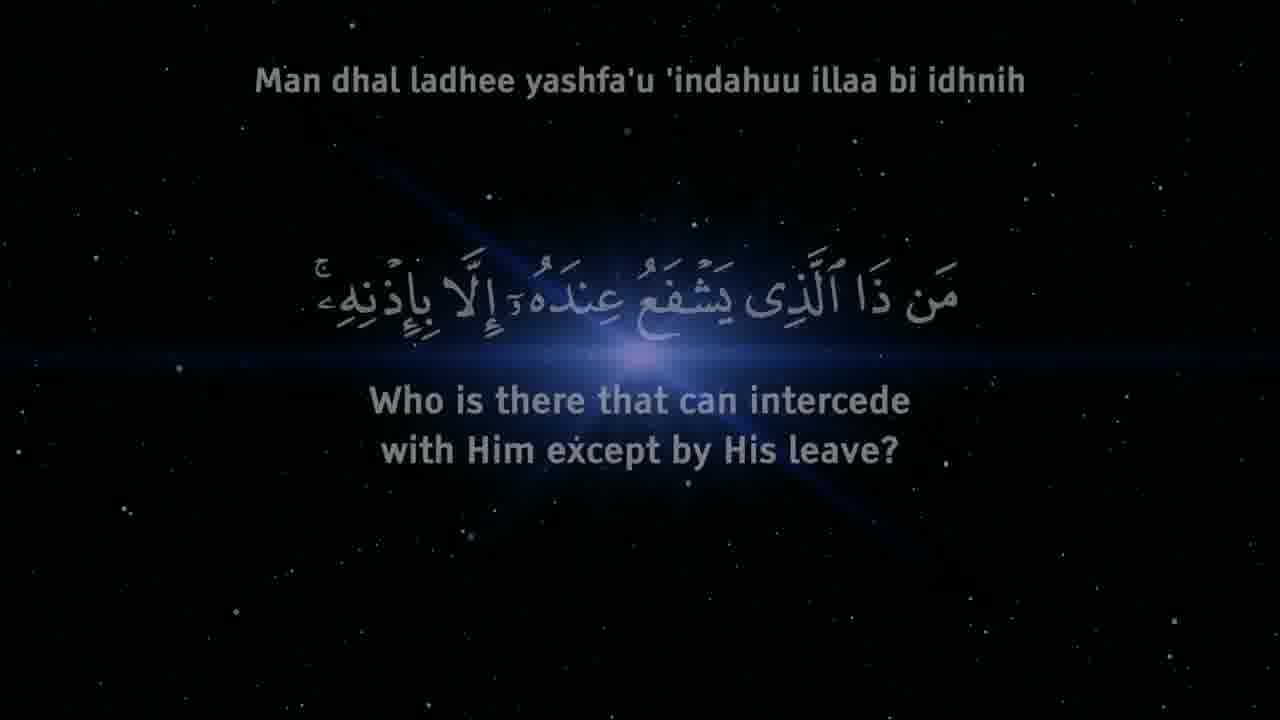 Man dhal ladhee yashfa'u 'indahuu illaa bi idhnih
مَن ذَا ٱلَّذِى يَشْفَعُ عِندَهُۥٓ إِلَّا بِإِذْنِهِۦ ۚ
Who is there that can intercede
with Him except by His leave?